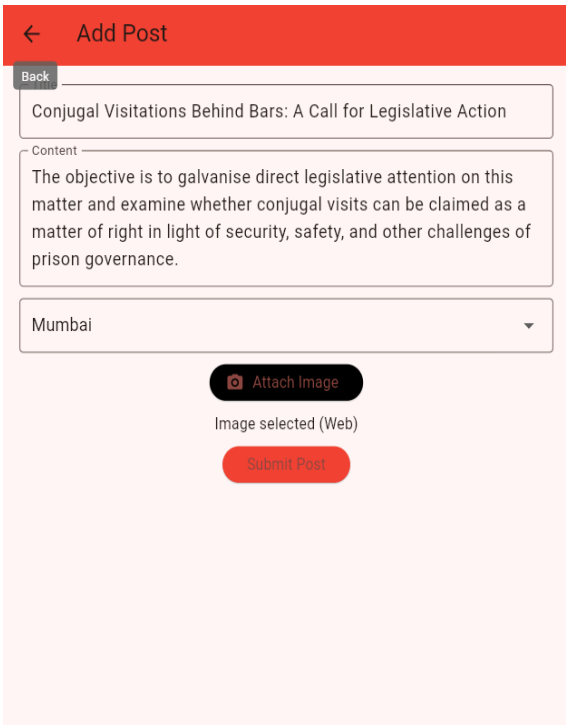 Add Post
Back
Title
Conjugal Visitations Behind Bars: A Call for Legislative Action
Content
The objective is to galvanise direct legislative attention on this
matter and examine whether conjugal visits can be claimed as a
matter of right in light of security, safety, and other challenges of
prison governance.
Mumbai
Attach Image
Image selected (Web)
Submit Post